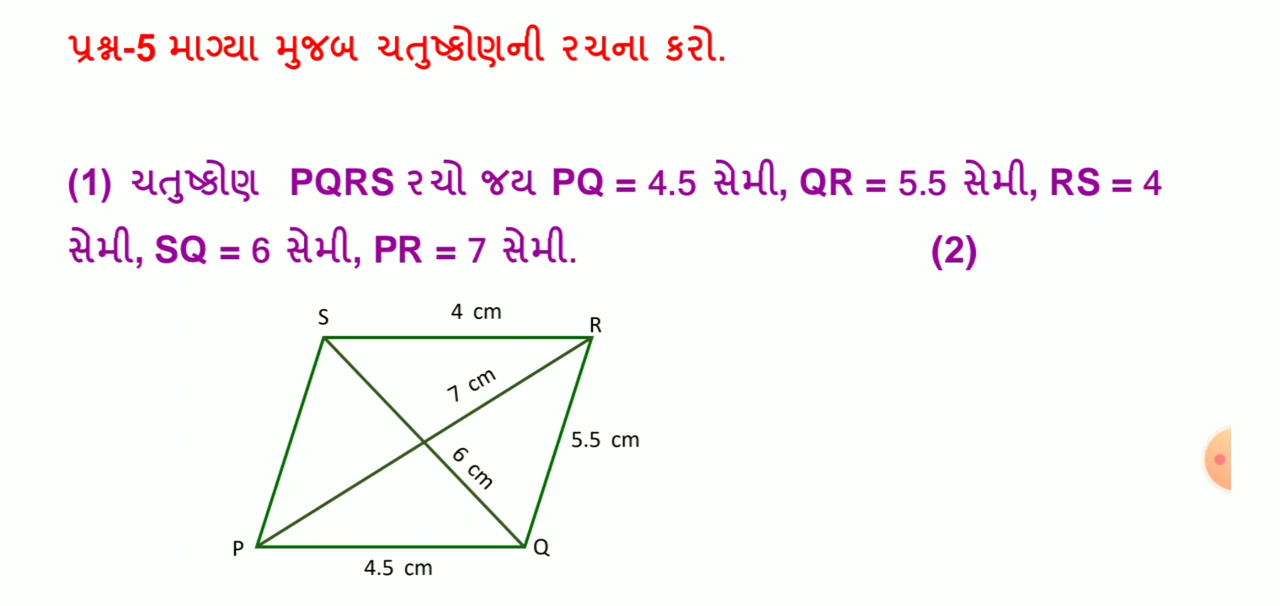 પ્રશ્ન-5 માગ્યા મુજબ ચતુષ્કોણની રચના કરો.
(1) ચતુષ્કોણ PQRS રચો જય PQ = 4.5 સેમી, QR = 5.5 સેમી, RS = 4
સેમી, SQ = 6 સેમી, PR = 7 સેમી. (2)
S 4 cm R
7 cm
5.5 cm
6 cm
P Q
4.5 cm